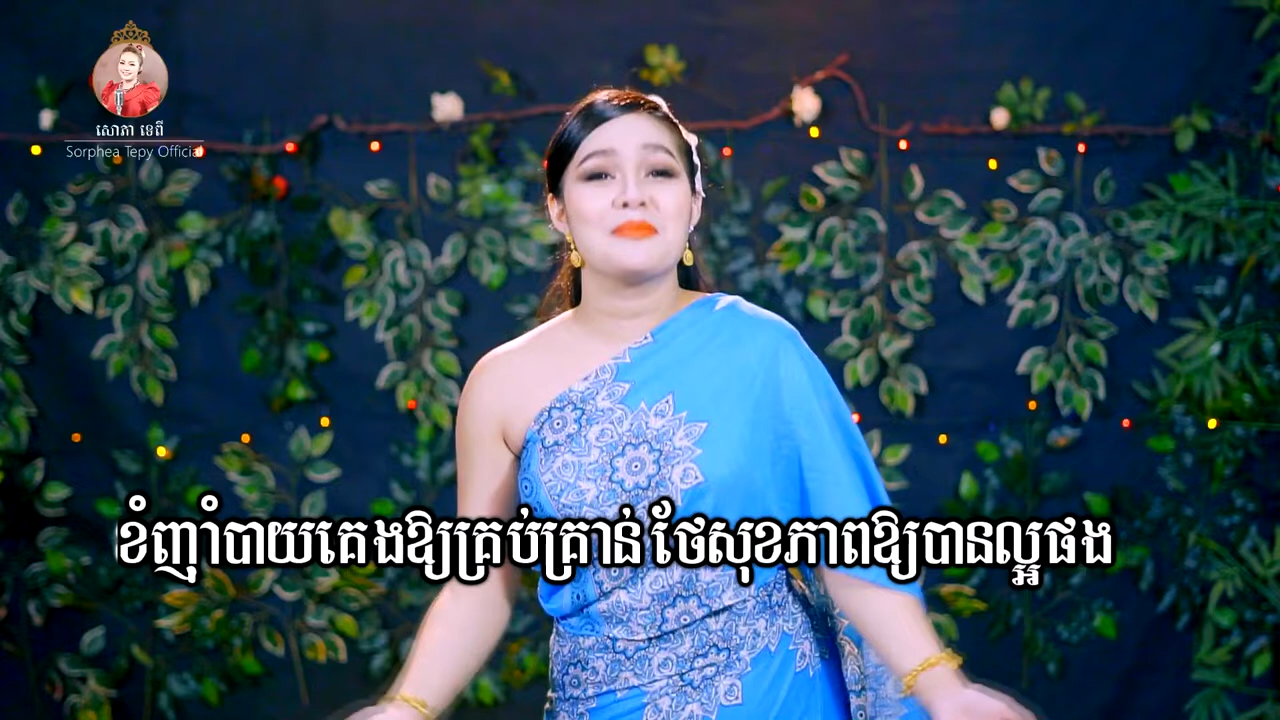 សោភា ទេពី
Sorphea Tepy Official
ខំញ៉ាំបាយគេងឱ្យគ្រប់គ្រាន់ ថែសុខភាពឱ្យបានល្អផង